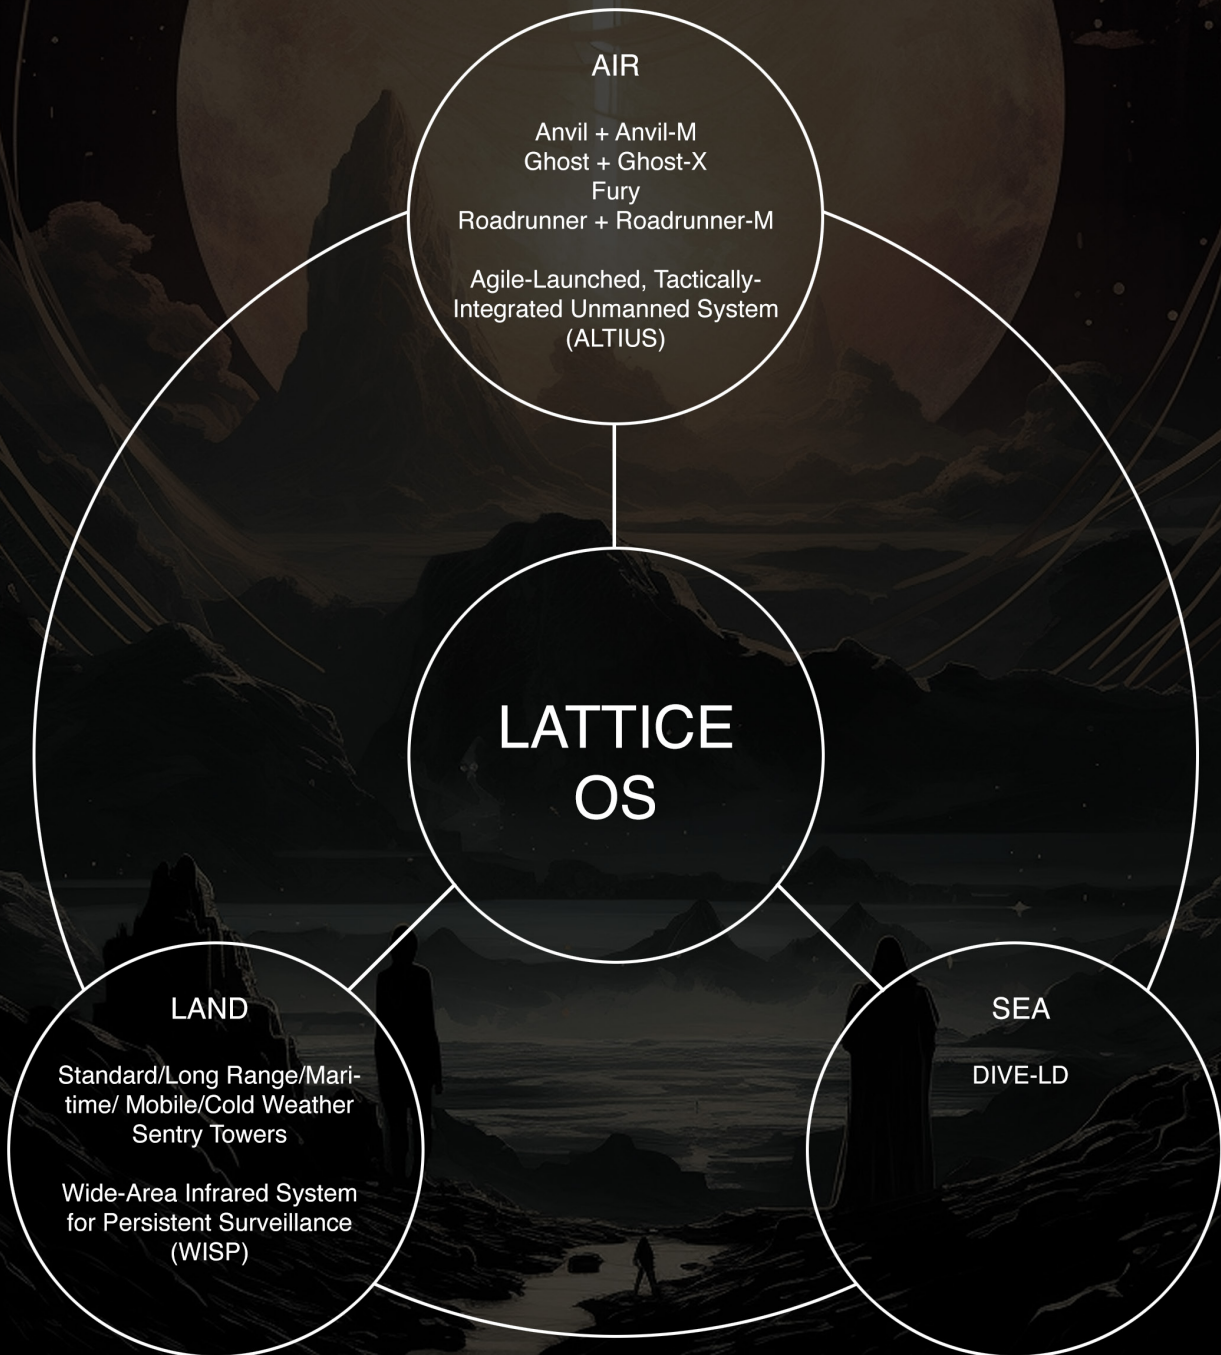 AIR
Anvil + Anvil-M
Ghost + Ghost-X
Fury
Roadrunner + Roadrunner-M
Agile-Launched, Tactically-
Integrated Unmanned System
(ALTIUS)
LATTICE
OS
LAND
Standard/Long Range/Mari-
time/ Mobile/Cold Weather
Sentry Towers
Wide-Area Infrared System
for Persistent Surveillance
(WISP)
SEA
DIVE-LD